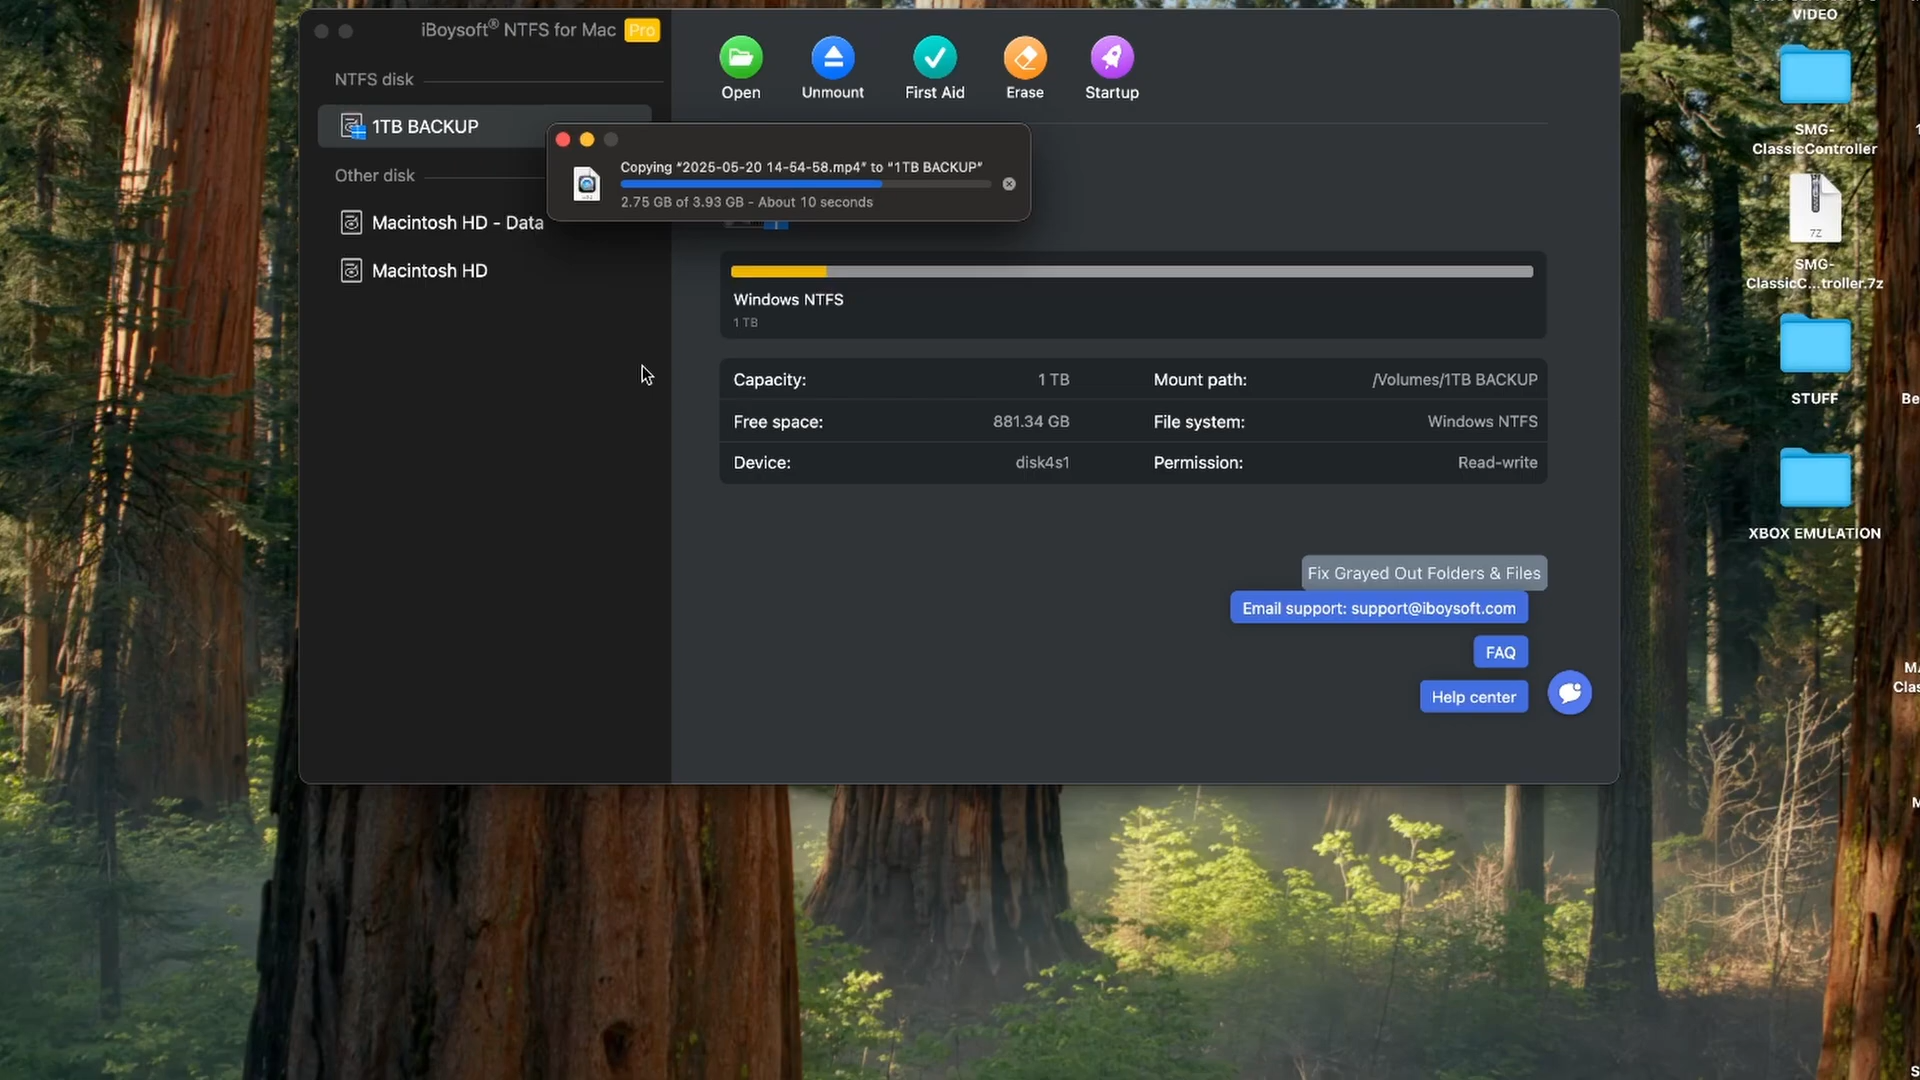 iBoysoft® NTFS for Mac Pro
NTFS disk
1TB BACKUP
Other disk
Macintosh HD - Data
Macintosh HD
Open
Unmount
First Aid
Erase
Startup
Copying “2025-05-20 14-54-58.mp4” to “1TB BACKUP”
2.75 GB of 3.93 GB - About 10 seconds
Windows NTFS
1 TB
Capacity: 1 TB
Mount path: /Volumes/1TB BACKUP
Free space: 881.34 GB
File system: Windows NTFS
Device: disk4s1
Permission: Read-write
Fix Grayed Out Folders & Files
Email support: support@iboysoft.com
FAQ
Help center
VIDEO
SMG-
ClassicController
7Z
SMG-
ClassicC...troller.7z
STUFF
XBOX EMULATION